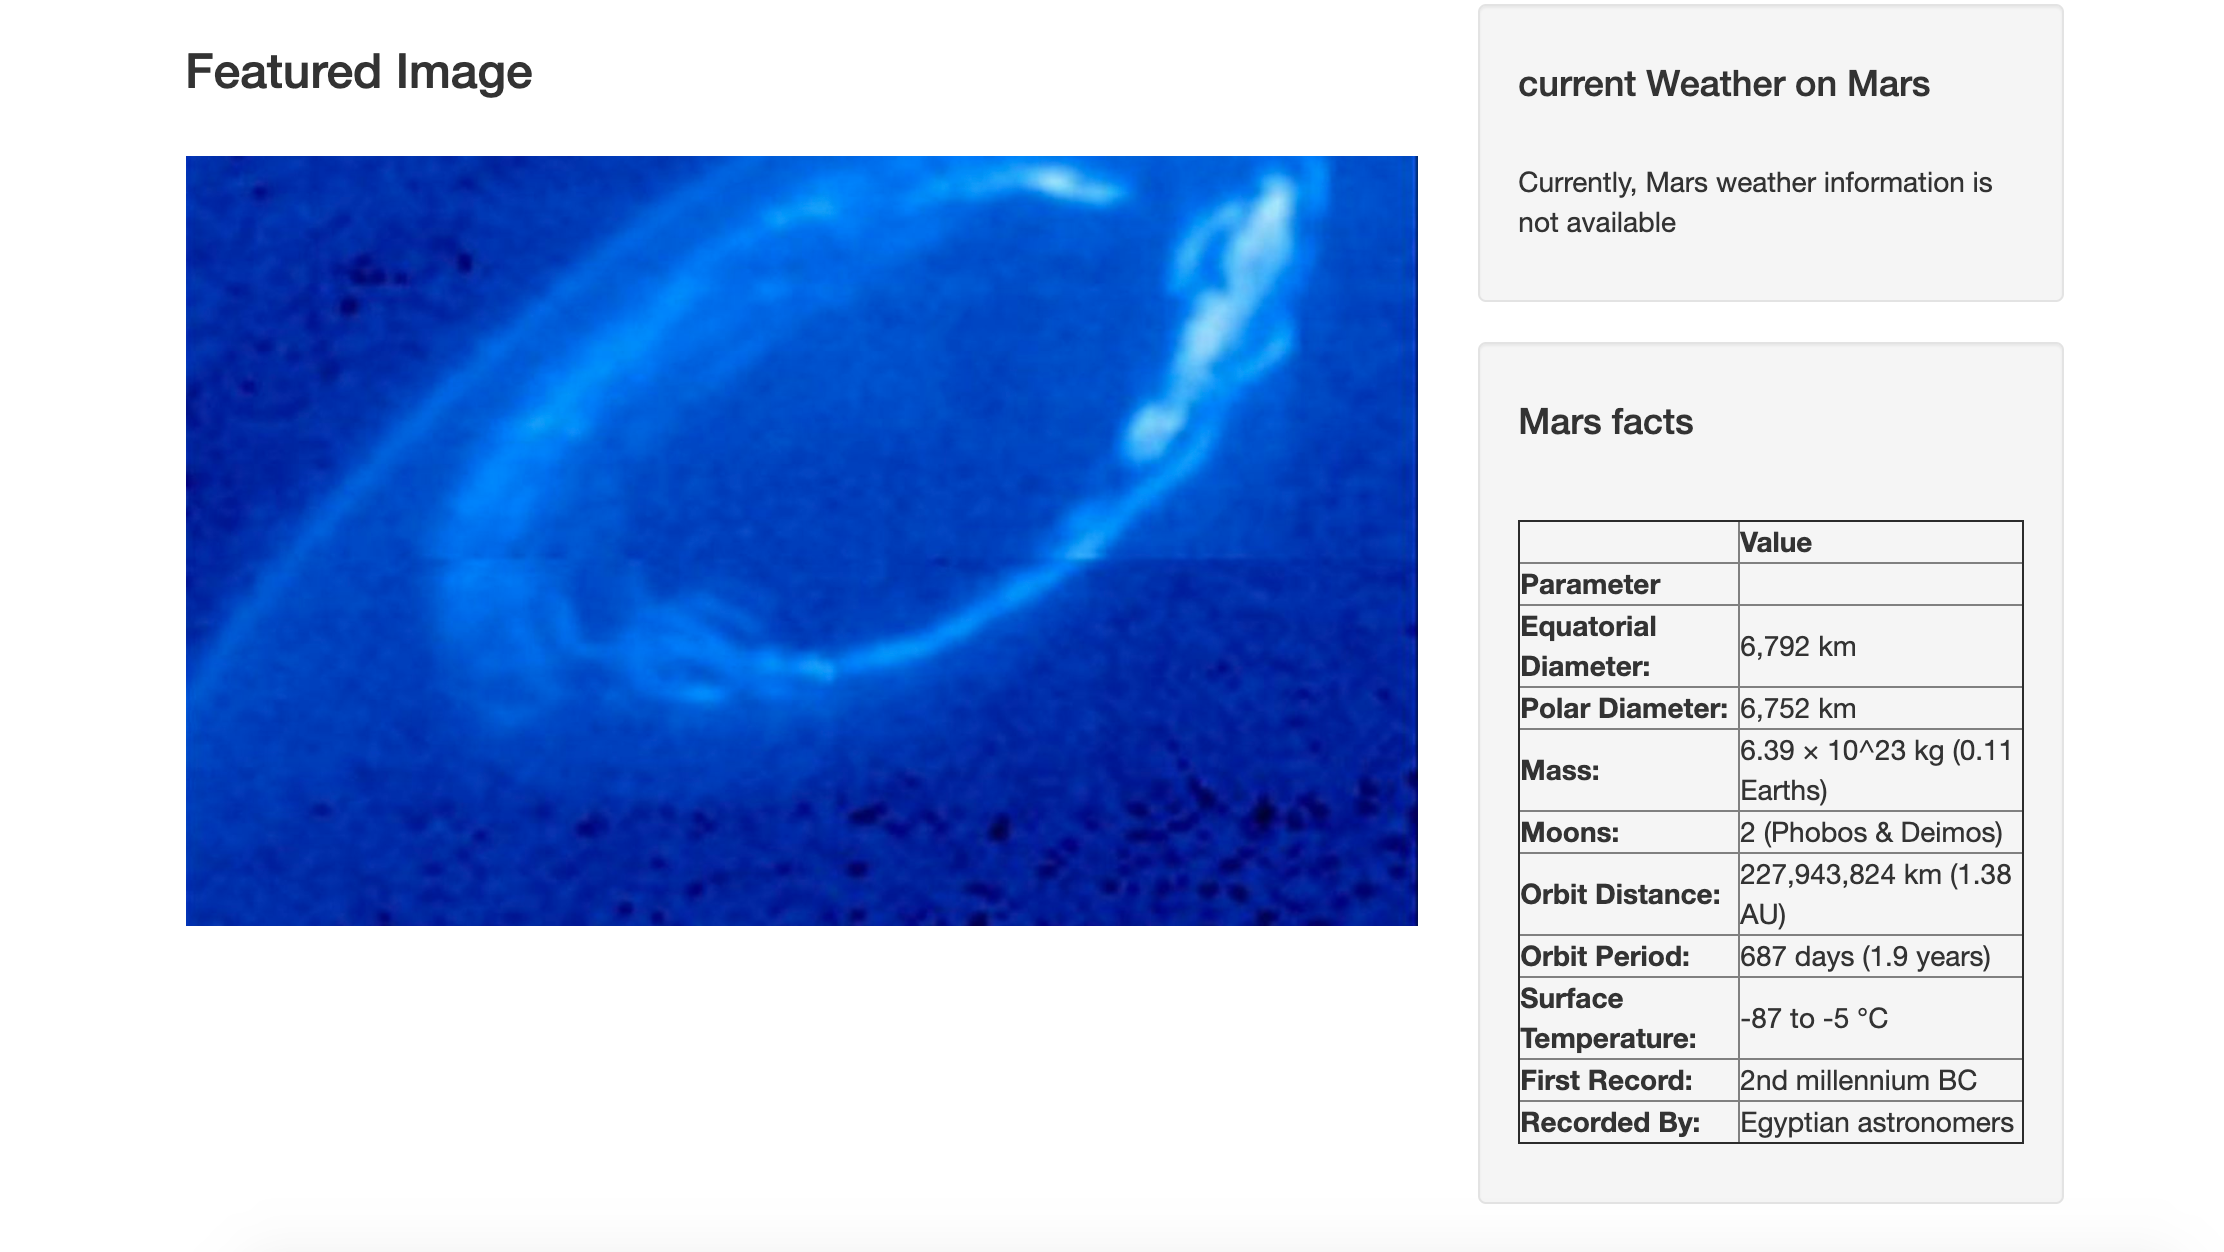 Featured Image
current Weather on Mars
Currently, Mars weather information is
not available
Mars facts
Value
Parameter
Equatorial
Diameter:
6,792 km
Polar Diameter: 6,752 km
Mass:
6.39 × 10^23 kg (0.11
Earths)
Moons: 2 (Phobos & Deimos)
Orbit Distance:
227,943,824 km (1.38
AU)
Orbit Period: 687 days (1.9 years)
Surface
Temperature:
-87 to -5 °C
First Record: 2nd millennium BC
Recorded By: Egyptian astronomers